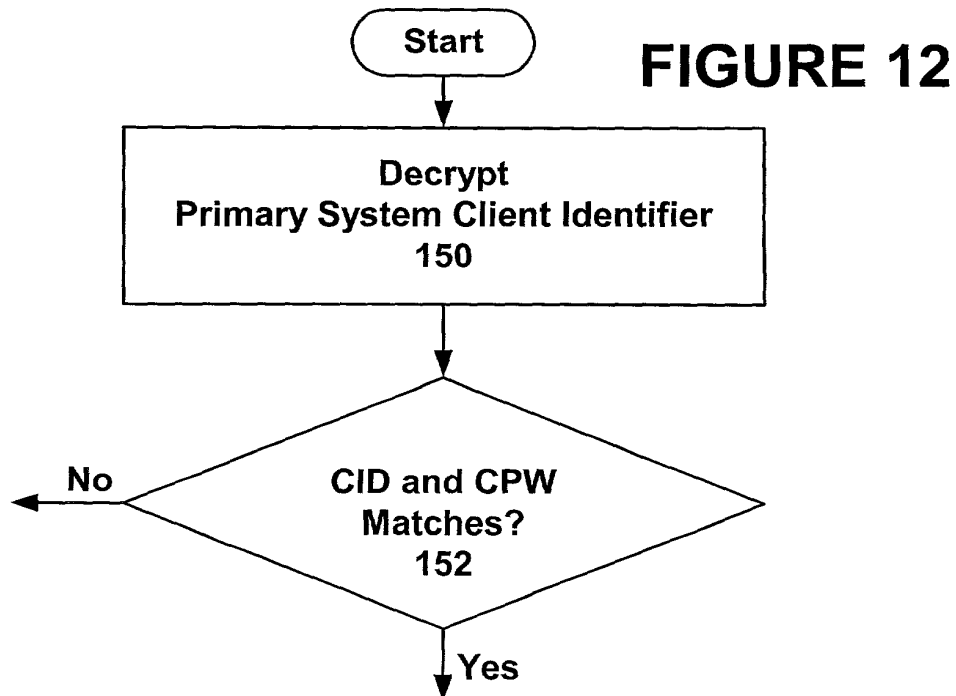 Start
FIGURE 12
Decrypt
Primary System Client Identifier
150
No
CID and CPW
Matches?
152
Yes